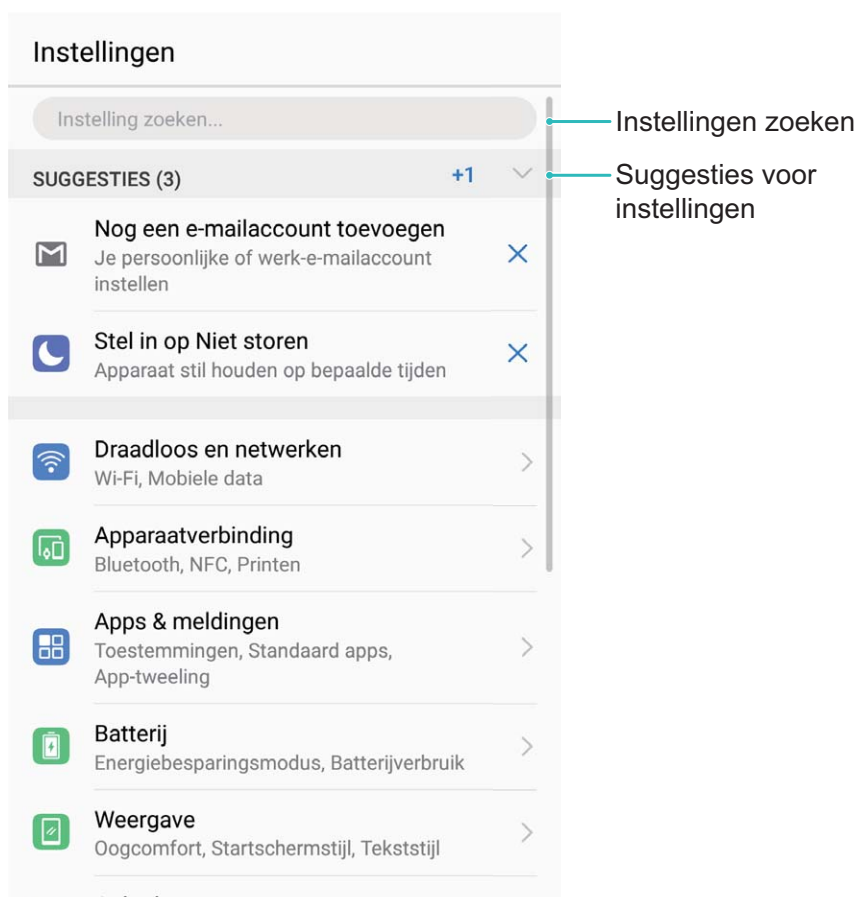 Instellingen
Instelling zoeken...
Instellingen zoeken
SUGGESTIES (3) +1
Suggesties voor
instellingen
Nog een e-mailaccount toevoegen
Je persoonlijke of werk-e-mailaccount
instellen
Stel in op Niet storen
Apparaat stil houden op bepaalde tijden
Draadloos en netwerken
Wi-Fi, Mobiele data
Apparaatverbinding
Bluetooth, NFC, Printen
Apps & meldingen
Toestemmingen, Standaard apps,
App-tweeling
Batterij
Energiebesparingsmodus, Batterijverbruik
Weergave
Oogcomfort, Startschermstijl, Tekststijl